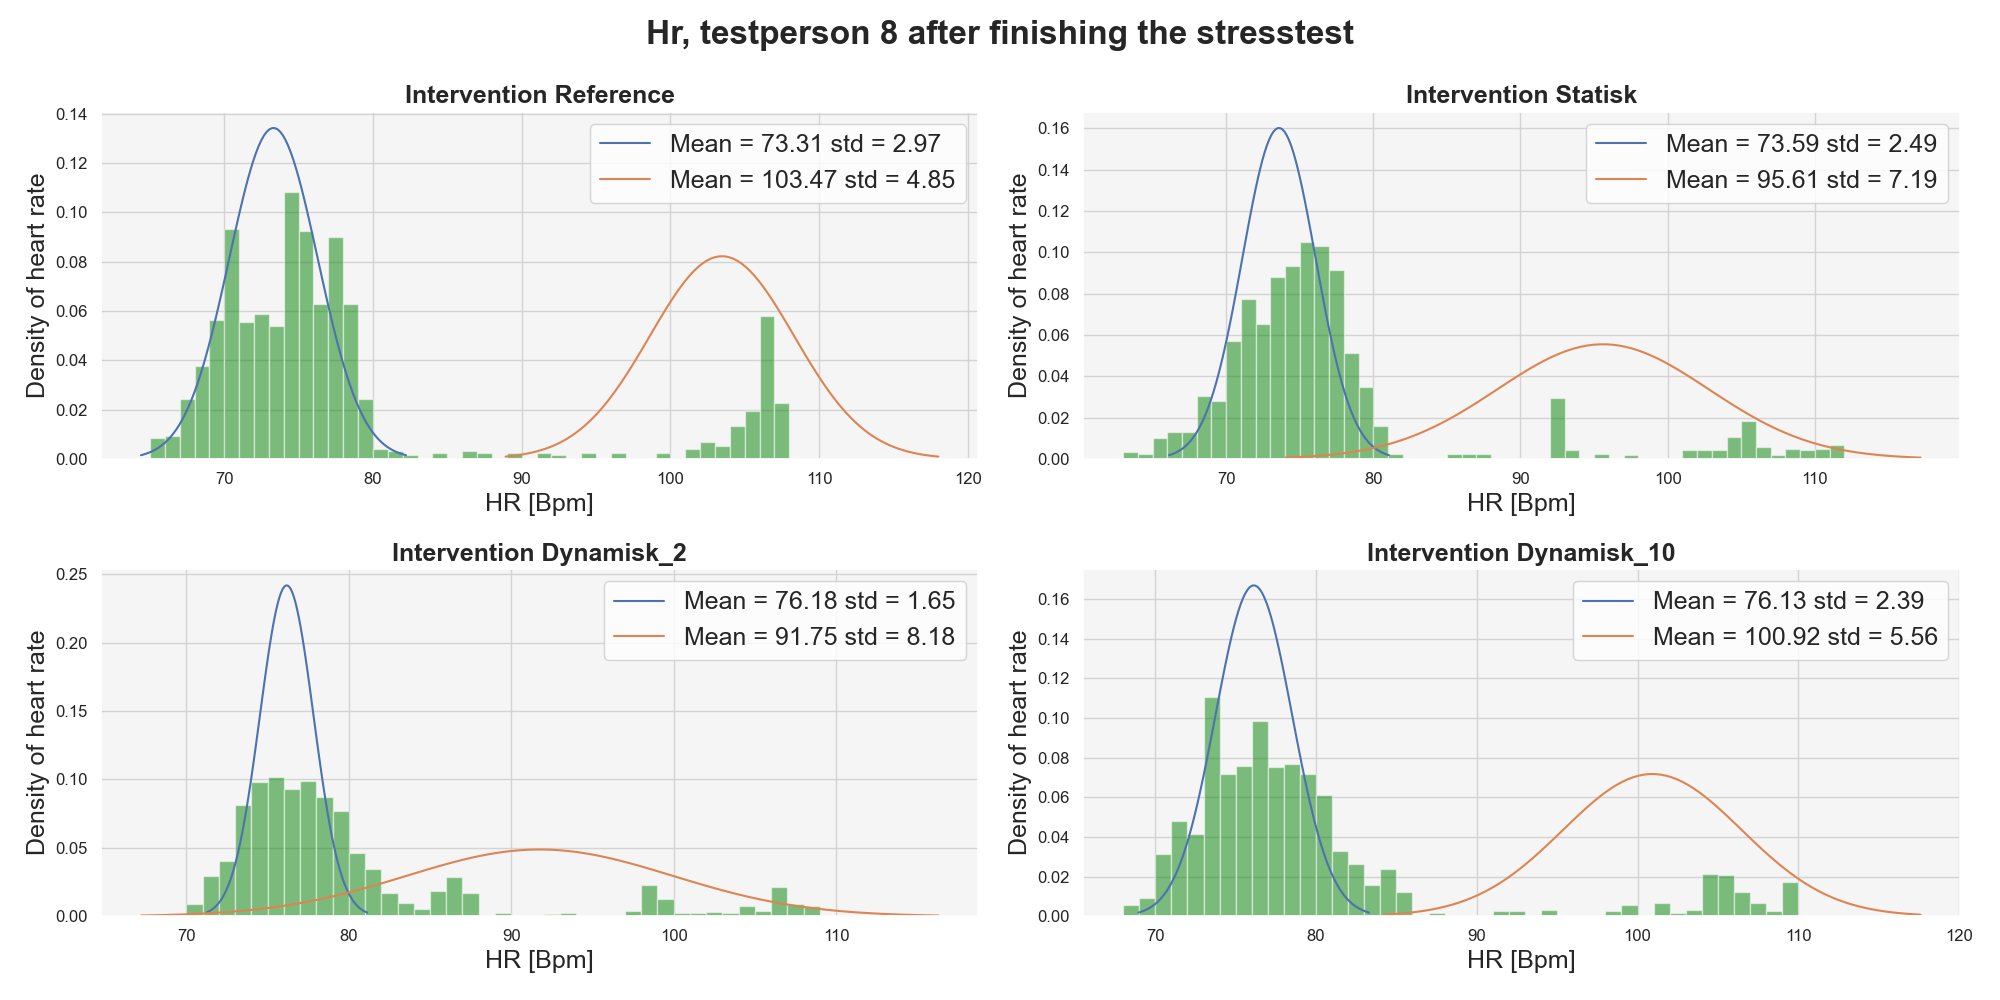 Hr, testperson 8 after finishing the stresstest
Intervention Reference
Mean = 73.31 std = 2.97
Mean = 103.47 std = 4.85
Density of heart rate
0.14
0.12
0.10
0.08
0.06
0.04
0.02
0.00
70 80 90 100 110 120
HR [Bpm]
Intervention Statisk
Mean = 73.59 std = 2.49
Mean = 95.61 std = 7.19
Density of heart rate
0.16
0.14
0.12
0.10
0.08
0.06
0.04
0.02
0.00
70 80 90 100 110
HR [Bpm]
Intervention Dynamisk_2
Mean = 76.18 std = 1.65
Mean = 91.75 std = 8.18
Density of heart rate
0.25
0.20
0.15
0.10
0.05
0.00
70 80 90 100 110
HR [Bpm]
Intervention Dynamisk_10
Mean = 76.13 std = 2.39
Mean = 100.92 std = 5.56
Density of heart rate
0.16
0.14
0.12
0.10
0.08
0.06
0.04
0.02
0.00
70 80 90 100 110 120
HR [Bpm]